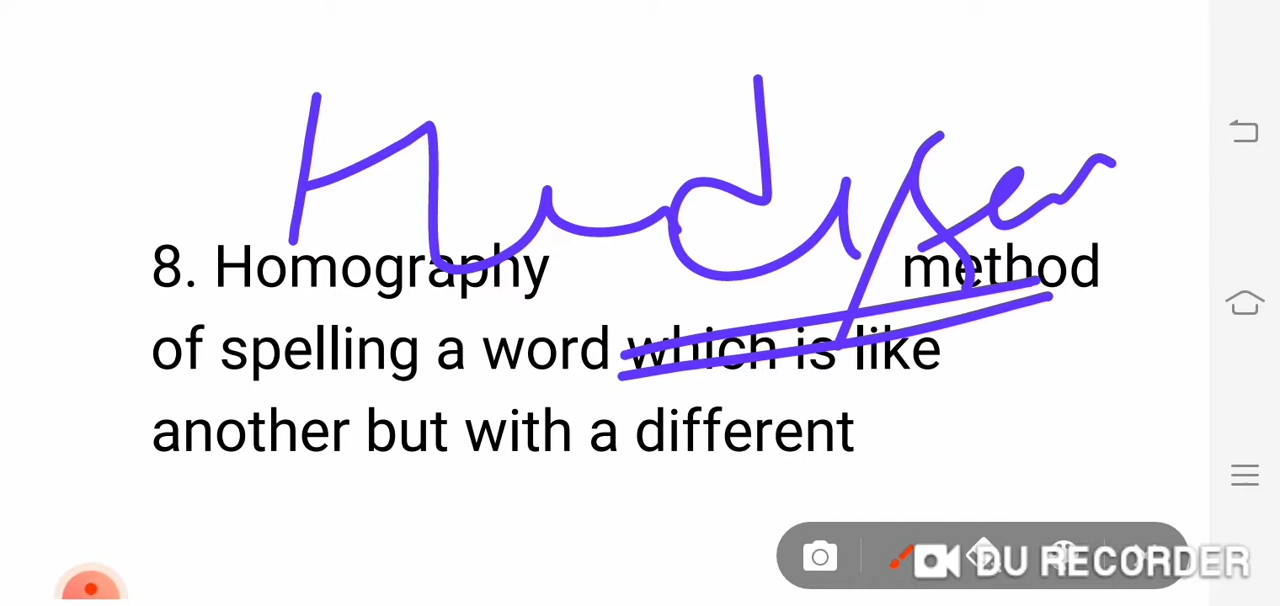 8. Homography method
of spelling a word which is like
another but with a different
DU RECORDER